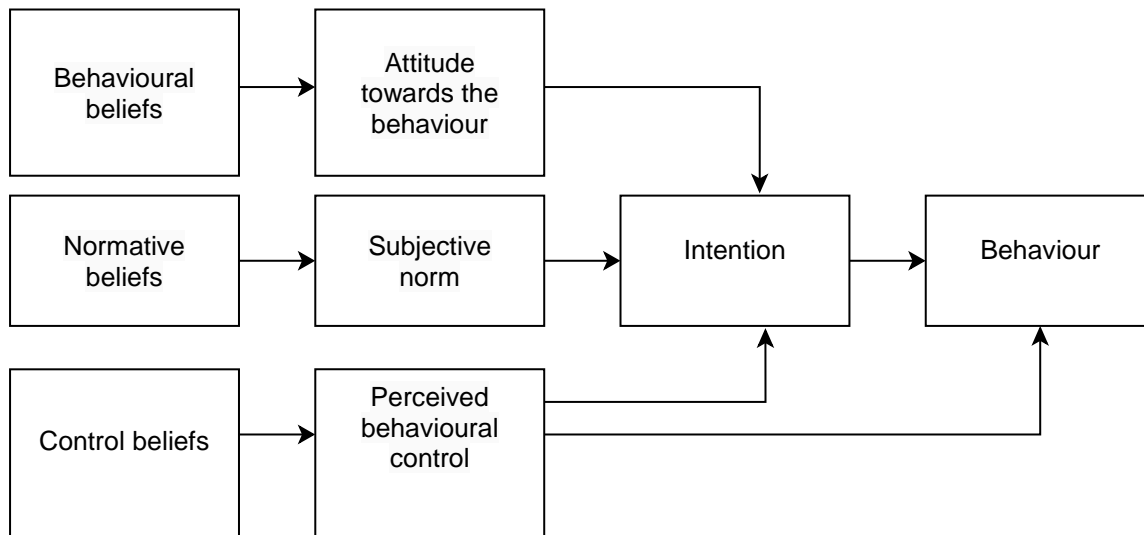 Behavioural
beliefs
Attitude
towards the
behaviour
Normative
beliefs
Subjective
norm
Intention
Behaviour
Control beliefs
Perceived
behavioural
control